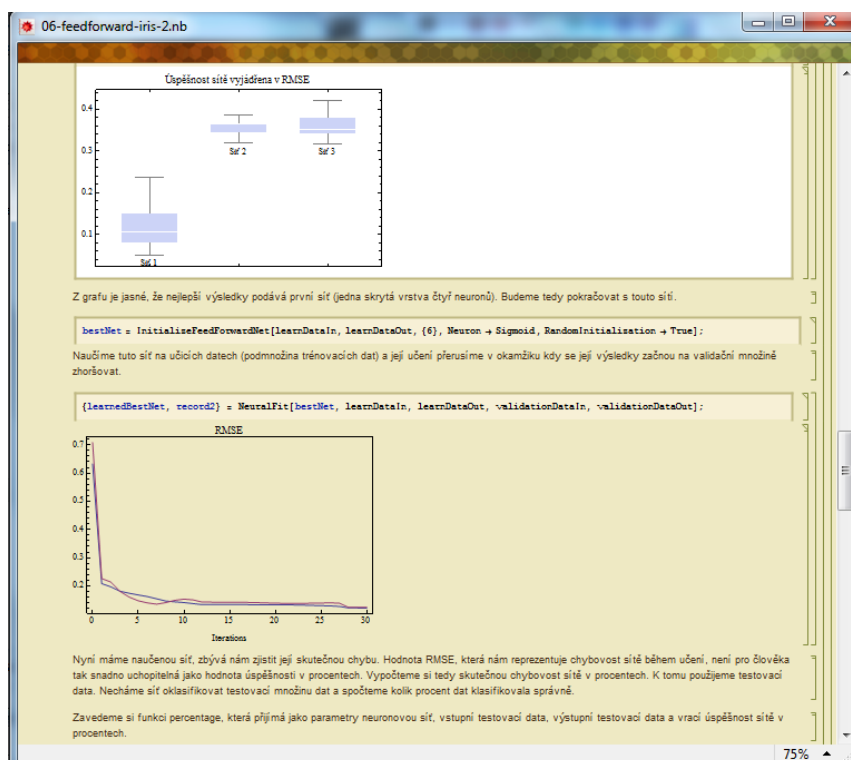 06-feedforward-iris-2.nb
Úspěšnost sítě vyjádřena v RMSE
0.4
0.3
0.2
0.1
Síť 1
Síť 2
Síť 3
Z grafu je jasné, že nejlepší výsledky podává první síť (jedna skrytá vrstva čtyř neuronů). Budeme tedy pokračovat s touto sítí.
bestNet = InitializeFeedForwardNet[learnDataIn, learnDataOut, {6}, Neuron → Sigmoid, RandomInitialization → True];
Naučíme tuto síť na učicích datech (podmnožina trénovacích dat) a její učení přerušíme v okamžiku kdy se její výsledky začnou na validační množině
zhoršovat.
{learnedBestNet, record2} = NeuralFit[bestNet, learnDataIn, learnDataOut, validationDataIn, validationDataOut];
RMSE
0.7
0.6
0.5
0.4
0.3
0.2
0 5 10 15 20 25 30
Iterations
Nyní máme naučenou síť, zbývá nám zjistit její skutečnou chybu. Hodnota RMSE, která nám reprezentuje chybovost sítě během učení, není pro člověka
tak snadno uchopitelná jako hodnota úspěšnosti v procentech. Vypočteme si tedy skutečnou chybovost sítě v procentech. K tomu použijeme testovací
data. Necháme síť oklasifikovat testovací množinu dat a spočteme kolik procent dat klasifikovala správně.
Zavedeme si funkci percentage, která přijímá jako parametry neuronovou síť, vstupní testovací data, výstupní testovací data a vrací úspěšnost sítě v
procentech.
75%